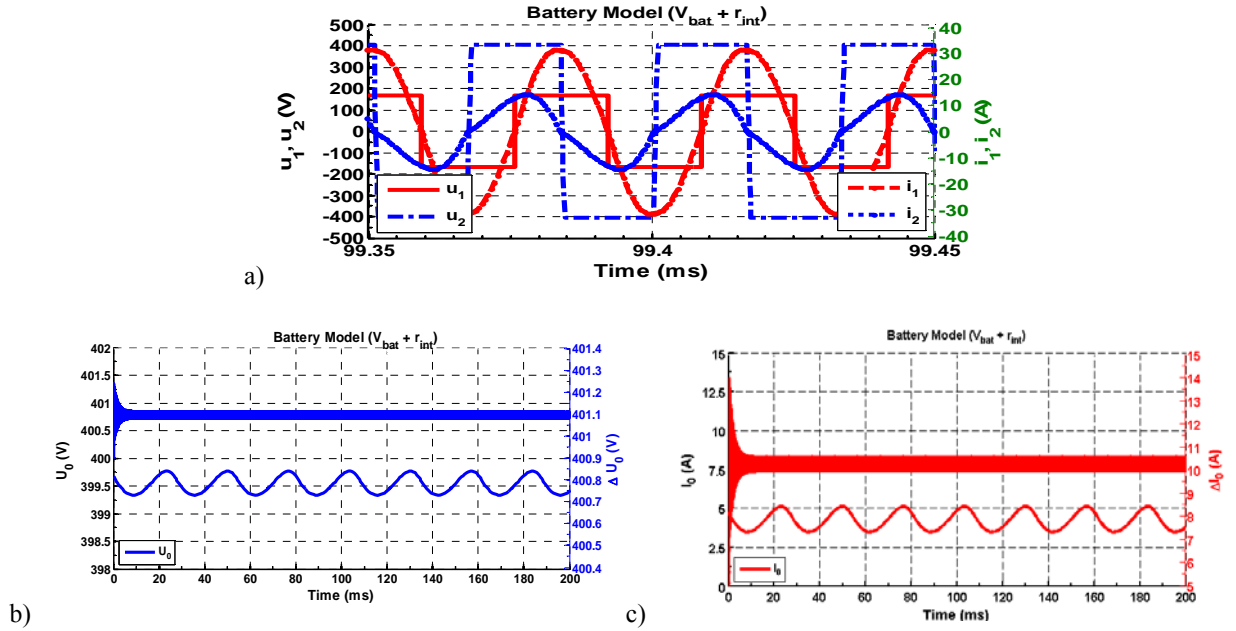 Battery Model (V_bat + r_int)
u_1, u_2 (V)
500
400
300
200
100
0
-100
-200
-300
-400
-500
40
30
20
10
0
-10
-20
-30
-40
i_1, i_2 (A)
u_1
u_2
i_1
i_2
99.35
99.4
99.45
Time (ms)
a)
Battery Model (V_bat + r_int)
U_0 (V)
402
401.5
401
400.5
400
399.5
399
398.5
398
401.4
401.3
401.2
401.1
401
400.9
400.8
400.7
400.6
400.5
400.4
Δ U_0 (V)
U_0
0 20 40 60 80 100 120 140 160 180 200
Time (ms)
b)
Battery Model (V_bat + r_int)
I_0 (A)
15
12.5
10
7.5
5
2.5
0
15
14
13
12
11
10
9
8
7
6
5
ΔI_0 (A)
I_0
0 20 40 60 80 100 120 140 160 180 200
Time (ms)
c)